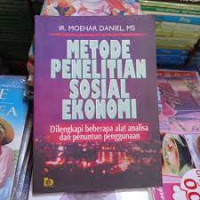 IR. MOEHAR DANIEL, MS
METODE
PENELITIAN
SOSIAL
EKONOMI
Dilengkapi beberapa alat analisa
dan penuntun penggunaan